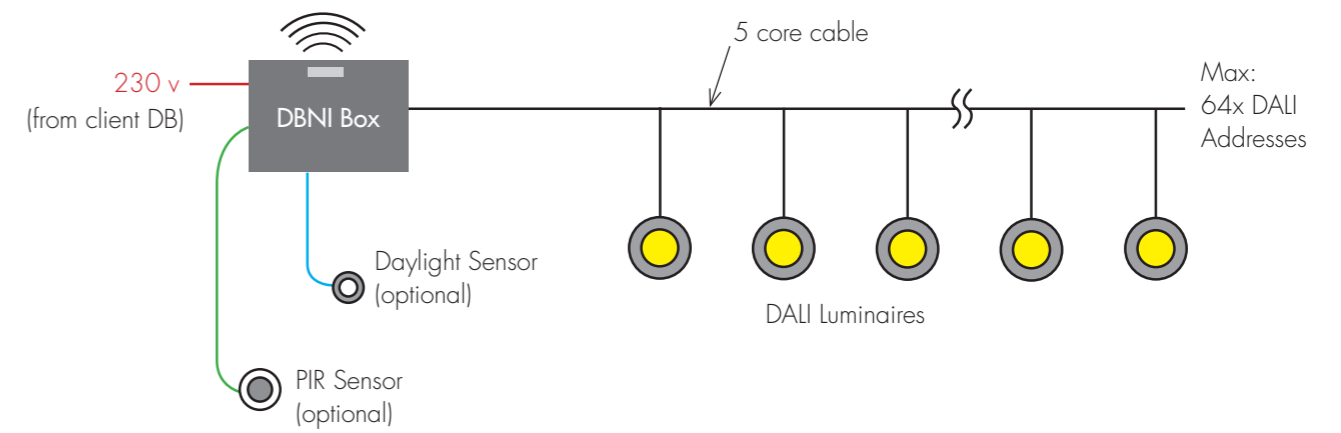 5 core cable
230 v
(from client DB)
DBNI Box
Max:
64x DALI
Addresses
Daylight Sensor
(optional)
DALI Luminaires
PIR Sensor
(optional)